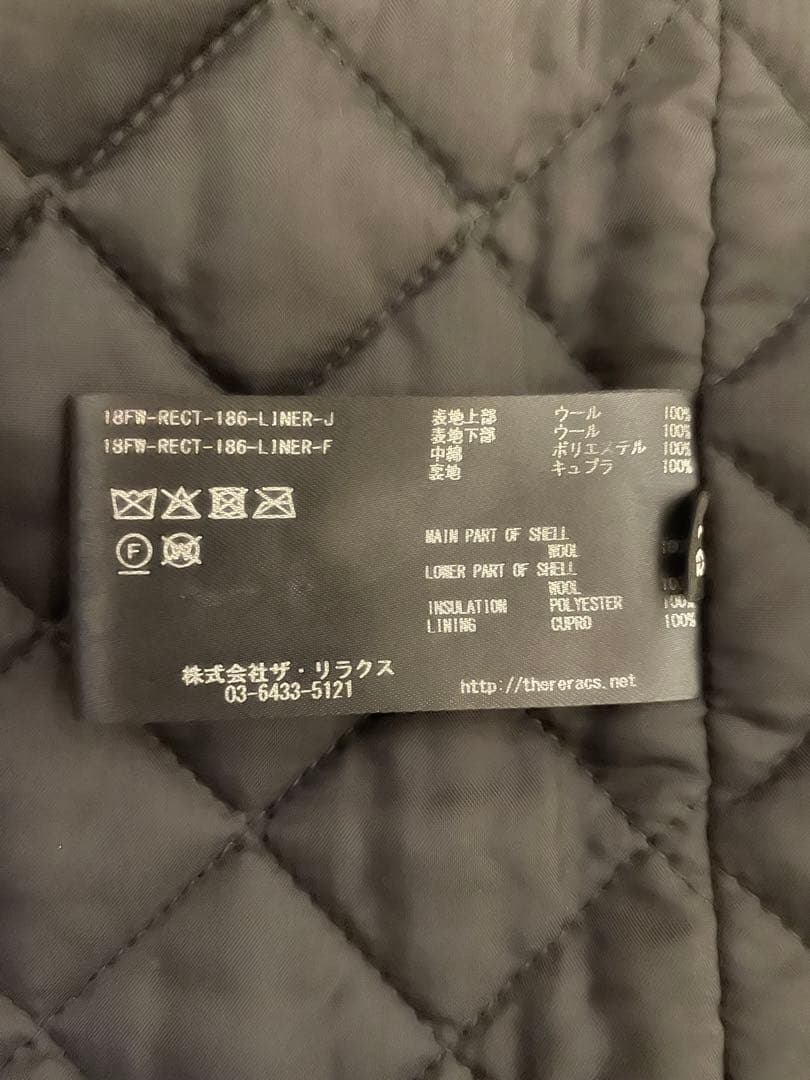 18FW-RECT-186-LINER-J
18FW-RECT-186-LINER-F
表地上部 ウール 100%
表地下部 ウール 100%
中綿 ポリエステル 100%
裏地 キュプラ 100%
F
W
MAIN PART OF SHELL
WOOL
LOWER PART OF SHELL
WOOL
INSULATION POLYESTER 100%
LINING CUPRO 100%
株式会社ザ・リラクス
03-6433-5121
http://thereracs.net